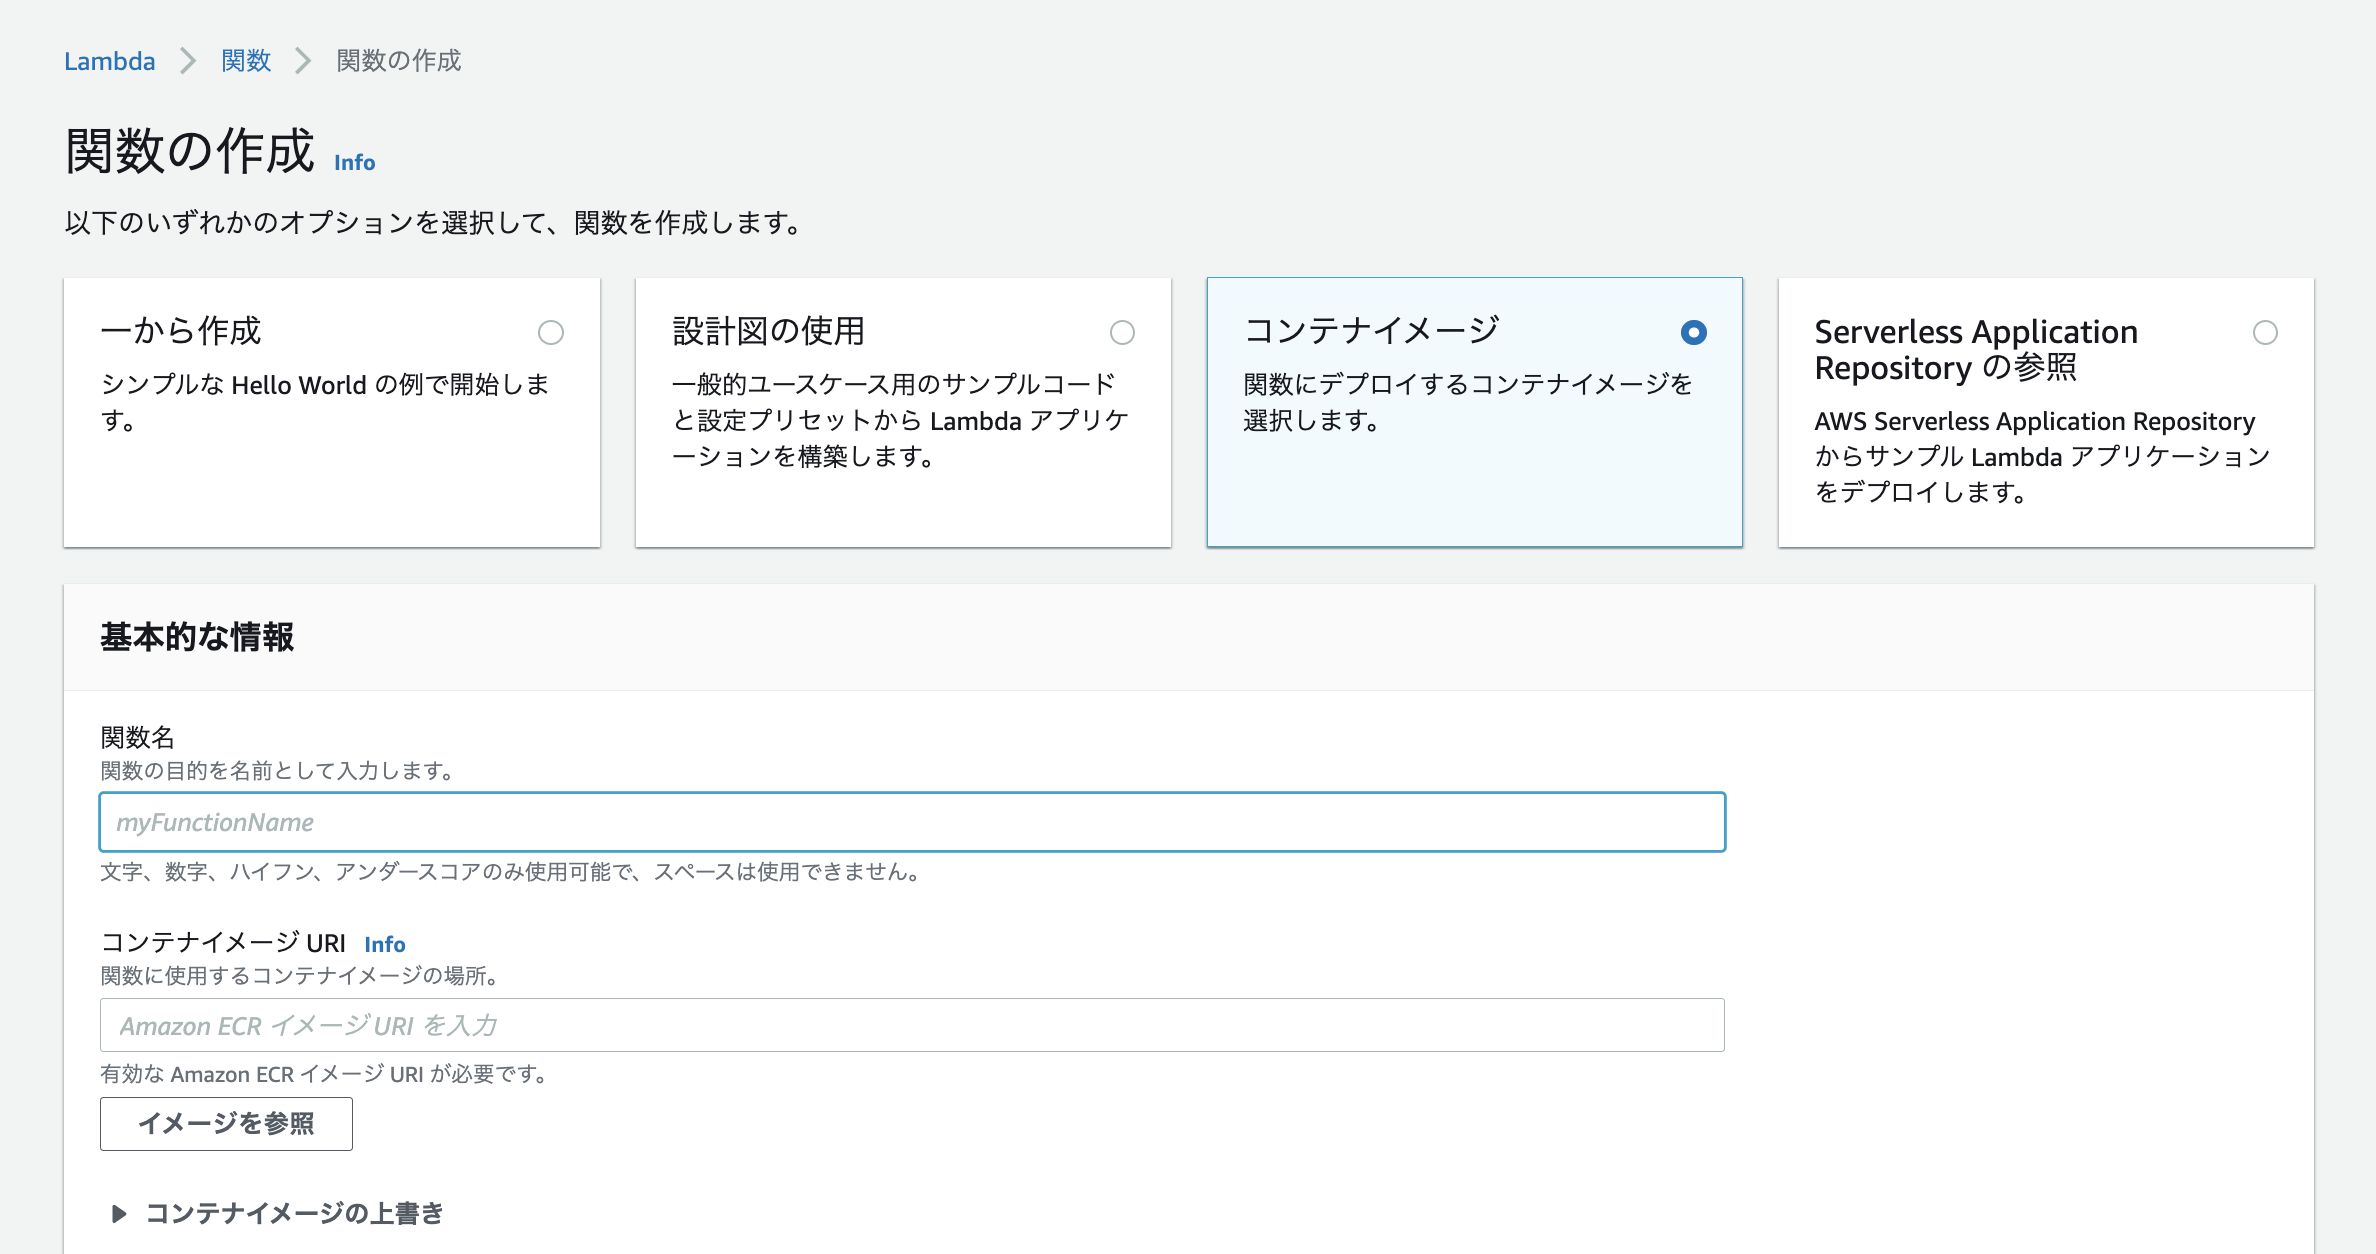 Lambda > 関数 > 関数の作成
関数の作成 Info
以下のいずれかのオプションを選択して、関数を作成します。
一から作成
シンプルな Hello World の例で開始しま
す。
設計図の使用
一般的ユースケース用のサンプルコード
と設定プリセットから Lambda アプリケ
ーションを構築します。
コンテナイメージ
関数にデプロイするコンテナイメージを
選択します。
Serverless Application
Repository の参照
AWS Serverless Application Repository
からサンプル Lambda アプリケーション
をデプロイします。
基本的な情報
関数名
関数の目的を名前として入力します。
myFunctionName
文字、数字、ハイフン、アンダースコアのみ使用可能で、スペースは使用できません。
コンテナイメージ URI Info
関数に使用するコンテナイメージの場所。
Amazon ECR イメージ URI を入力
有効な Amazon ECR イメージ URI が必要です。
イメージを参照
コンテナイメージの上書き